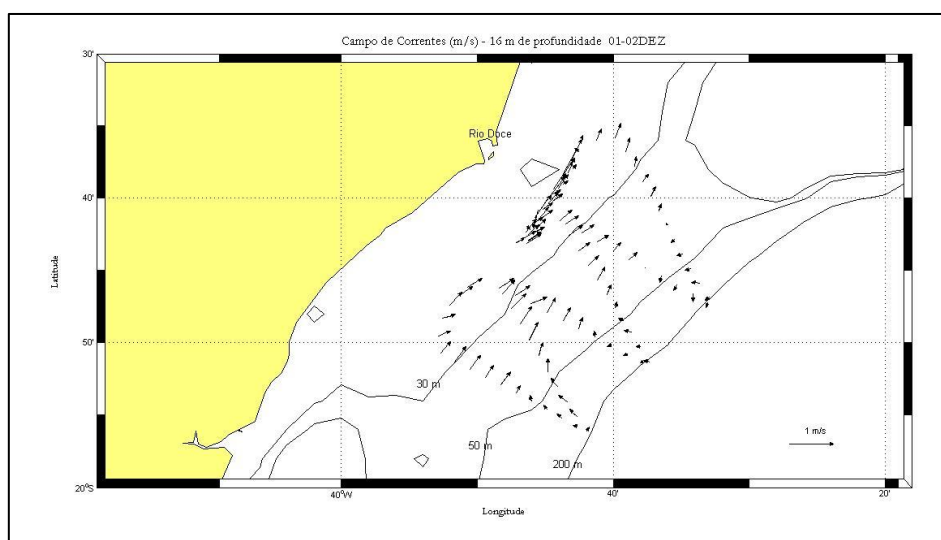 Campo de Correntes (m/s) - 16 m de profundidade 01-02DEZ
30'
Rio Doce
40'
Latitude
50'
30 m
1 m/s
50 m
200 m
20°S
40°W
40'
20'
Longitude